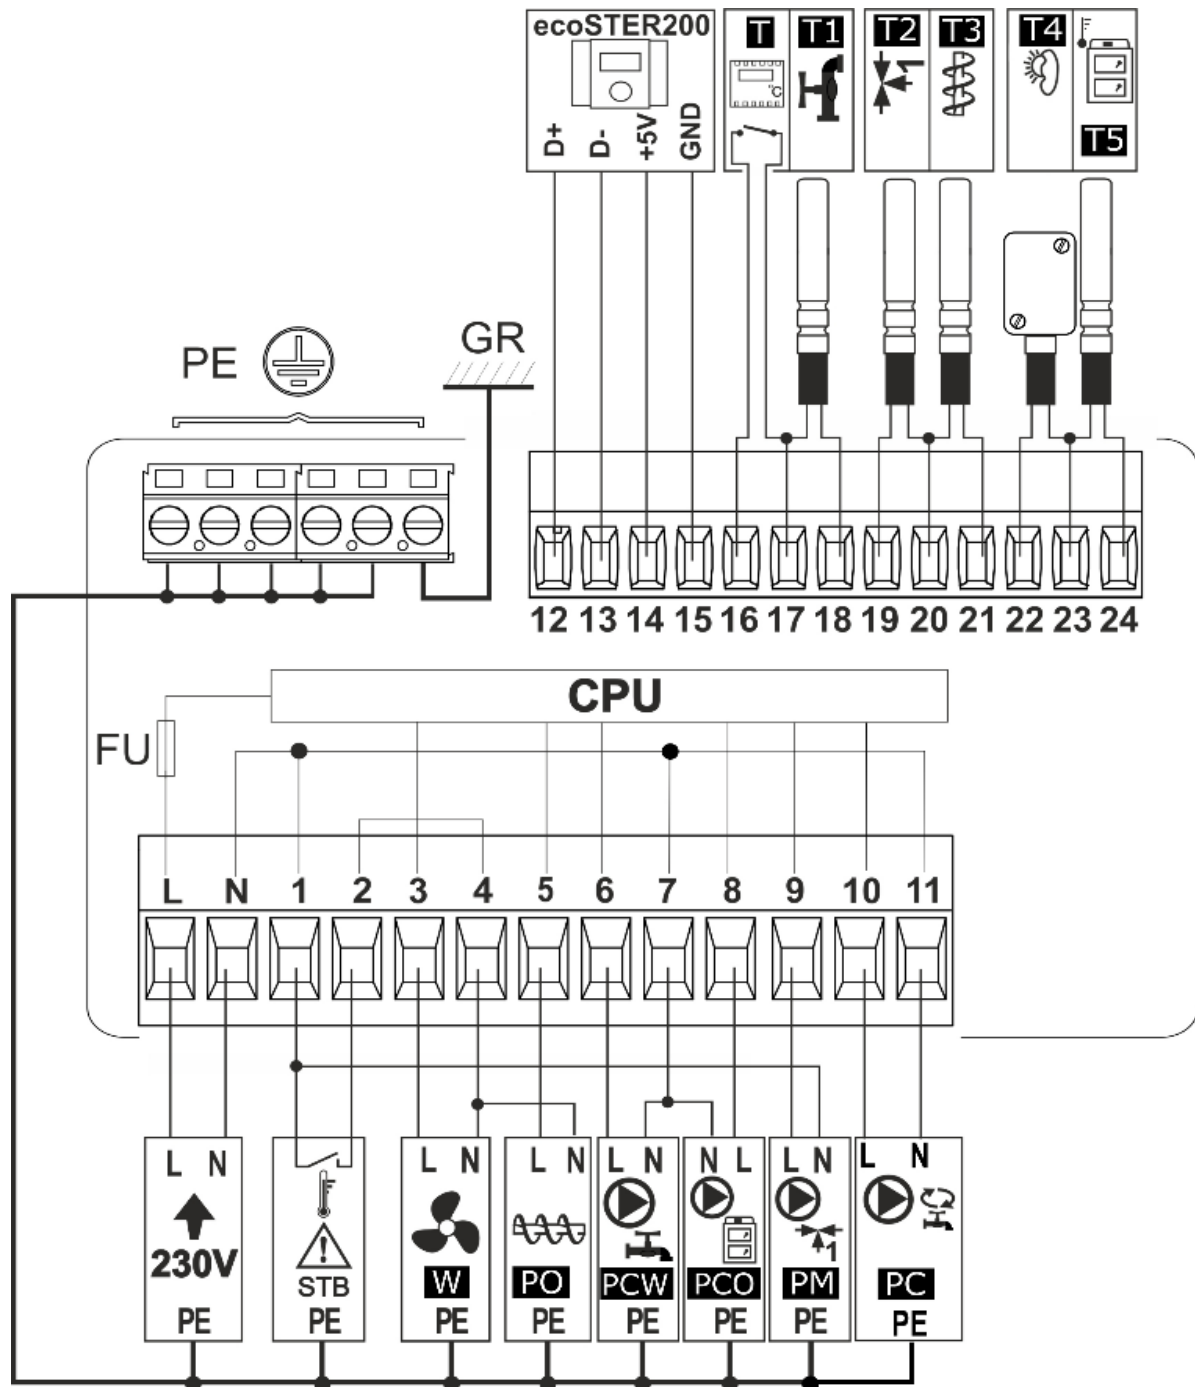 ecoSTER200 T T1 T2 T3 T4
1
°C
T5
D+ D- +5V GND
PE GR
12 13 14 15 16 17 18 19 20 21 22 23 24
CPU
FU
L N 1 2 3 4 5 6 7 8 9 10 11
L N L N L N L N N L L N L N
230V STB 1
W PO PCW PCO PM PC
PE PE PE PE PE PE PE PE